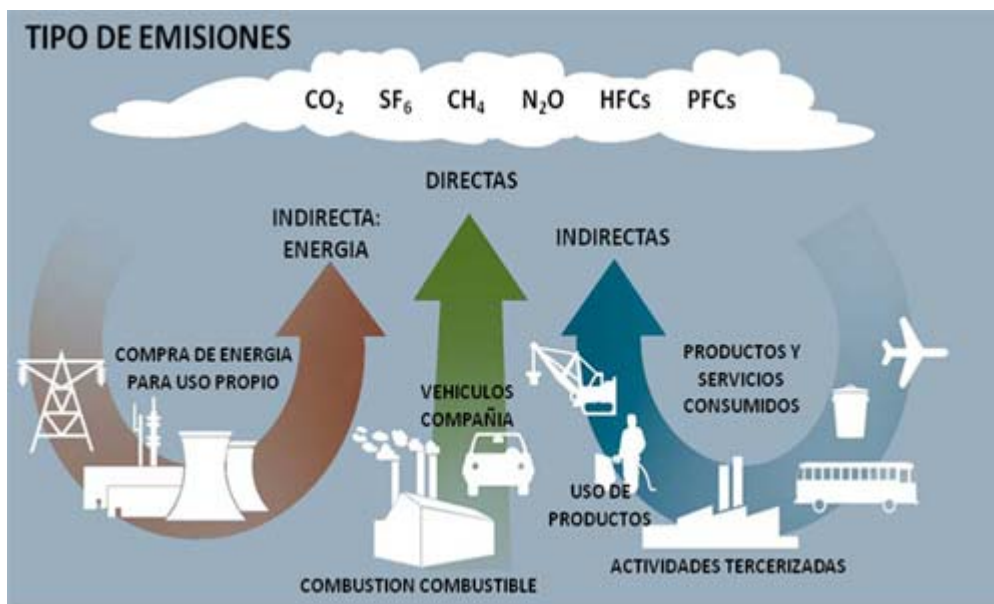 TIPO DE EMISIONES
CO₂ SF₆ CH₄ N₂O HFCs PFCs
DIRECTAS
INDIRECTA:
ENERGIA
INDIRECTAS
COMPRA DE ENERGIA
PARA USO PROPIO
VEHICULOS
COMPAÑIA
PRODUCTOS Y
SERVICIOS
CONSUMIDOS
USO DE
PRODUCTOS
ACTIVIDADES TERCERIZADAS
COMBUSTION COMBUSTIBLE